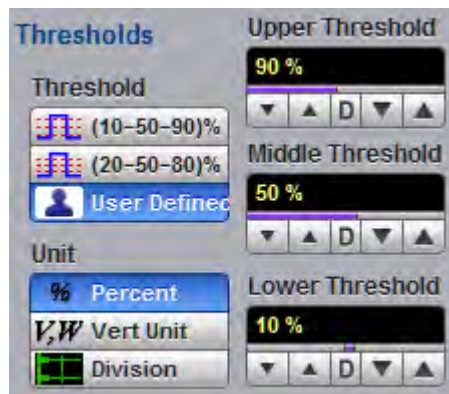 Thresholds
Threshold
(10-50-90)%
(20-50-80)%
User Defined
Unit
% Percent
V,W Vert Unit
Division
Upper Threshold
90 %
D
Middle Threshold
50 %
D
Lower Threshold
10 %
D